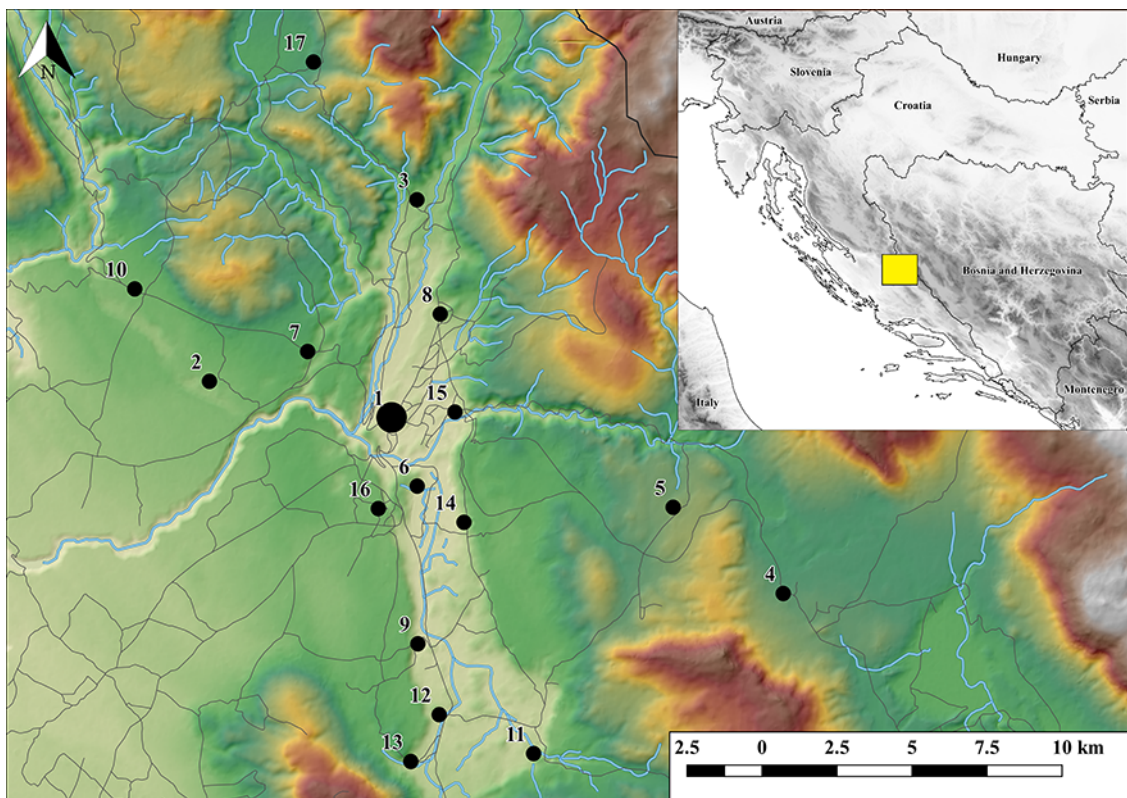 N
17
3
10
8
7
2
15
1
6
16
14
5
4
9
12
13
11
Austria
Hungary
Slovenia
Croatia
Serbia
Bosnia and Herzegovina
Montenegro
Italy
2.5 0 2.5 5 7.5 10 km